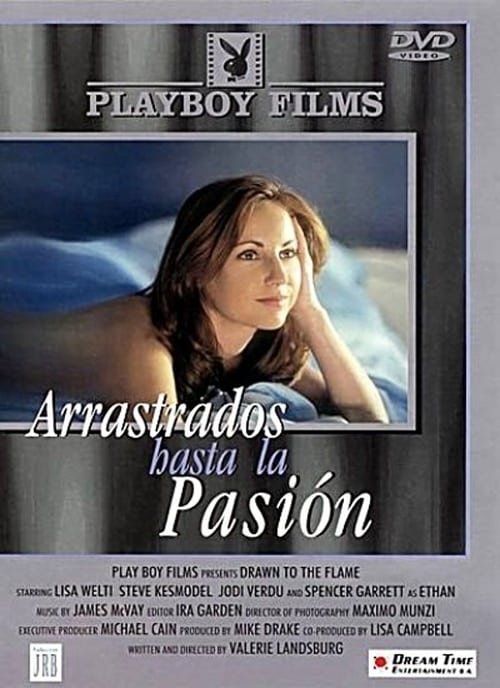 DVD
VIDEO
PLAYBOY FILMS
Arrastrados
hasta la
Pasión
PLAY BOY FILMS PRESENTS DRAWN TO THE FLAME
STARRING LISA WELTI STEVE KESMODEL JODI VERDU AND SPENCER GARRETT AS ETHAN
MUSIC BY JAMES McVAY EDITOR IRA GARDEN DIRECTOR OF PHOTOGRAPHY MAXIMO MUNZI
EXECUTIVE PRODUCER MICHAEL CAIN PRODUCED BY MIKE DRAKE CO-PRODUCED BY LISA CAMPBELL
WRITTEN AND DIRECTED BY VALERIE LANDSBURG
JRB
DREAM TIME
ENTERTAINMENT S.A.